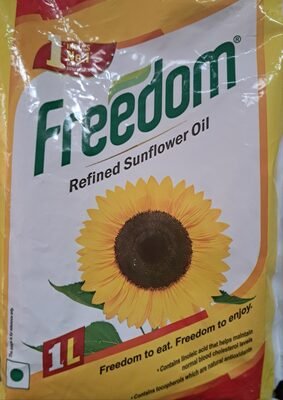 1
Freedom®
Refined Sunflower Oil
1L
Freedom to eat. Freedom to enjoy.
• Contains linoleic acid that helps maintain
normal blood cholesterol levels
• Contains tocopherols which are natural antioxidants